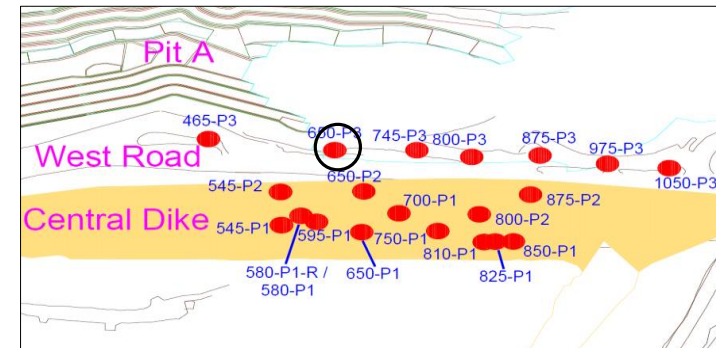 Pit A
465-P3
650-P3
745-P3
800-P3
875-P3
975-P3
1050-P3
West Road
545-P2
650-P2
700-P1
875-P2
800-P2
Central Dike
545-P1
595-P1
750-P1
810-P1
850-P1
580-P1-R /
580-P1
650-P1
825-P1